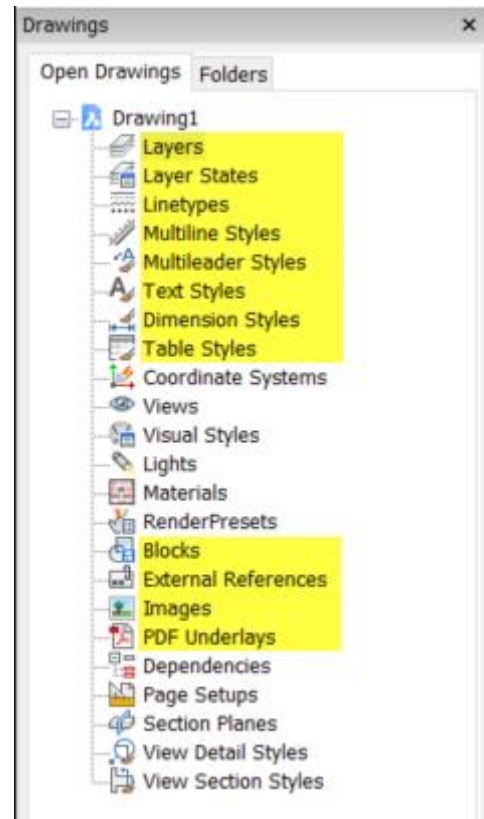 Drawings
Open Drawings Folders
Drawing1
Layers
Layer States
Linetypes
Multiline Styles
Multileader Styles
Text Styles
Dimension Styles
Table Styles
Coordinate Systems
Views
Visual Styles
Lights
Materials
RenderPresets
Blocks
External References
Images
PDF Underlays
Dependencies
Page Setups
Section Planes
View Detail Styles
View Section Styles